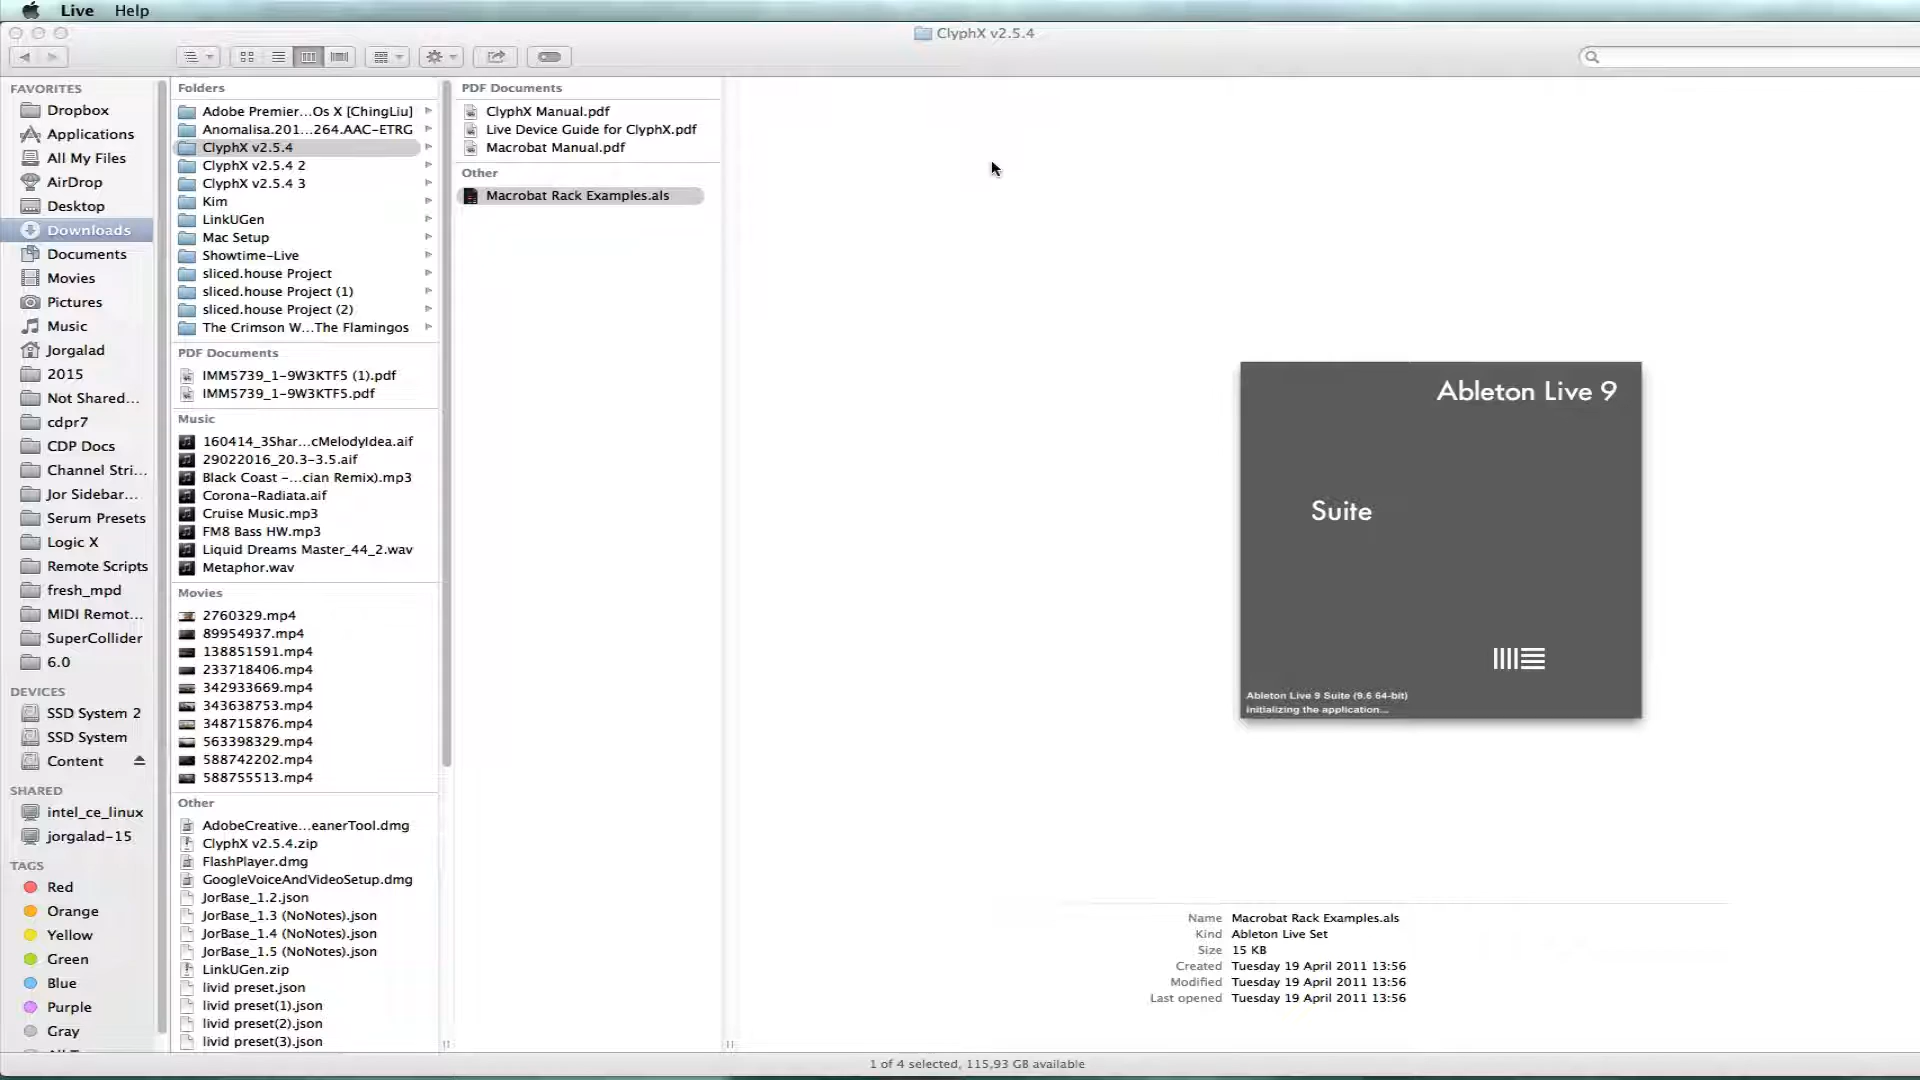 Live Help
ClyphX v2.5.4
FAVORITES
Dropbox
Applications
All My Files
AirDrop
Desktop
Downloads
Documents
Movies
Pictures
Music
Jorgalad
2015
Not Shared...
cdpr7
CDP Docs
Channel Stri...
Jor Sidebar...
Serum Presets
Logic X
Remote Scripts
fresh_mpd
MIDI Remot...
SuperCollider
6.0
DEVICES
SSD System 2
SSD System
Content
SHARED
intel_ce_linux
jorgalad-15
TAGS
Red
Orange
Yellow
Green
Blue
Purple
Gray
Folders
Adobe Premier...Os X [ChingLiu]
Anomalisa.201...264.AAC-ETRG
ClyphX v2.5.4
ClyphX v2.5.4 2
ClyphX v2.5.4 3
Kim
LinkUGen
Mac Setup
Showtime-Live
sliced.house Project
sliced.house Project (1)
sliced.house Project (2)
The Crimson W...The Flamingos
PDF Documents
IMM5739_1-9W3KTF5 (1).pdf
IMM5739_1-9W3KTF5.pdf
Music
160414_3Shar...cMelodyIdea.aif
29022016_20.3-3.5.aif
Black Coast -...cian Remix).mp3
Corona-Radiata.aif
Cruise Music.mp3
FM8 Bass HW.mp3
Liquid Dreams Master_44_2.wav
Metaphor.wav
Movies
2760329.mp4
89954937.mp4
138851591.mp4
233718406.mp4
342933669.mp4
343638753.mp4
348715876.mp4
563398329.mp4
588742202.mp4
588755513.mp4
Other
AdobeCreative...eanerTool.dmg
ClyphX v2.5.4.zip
FlashPlayer.dmg
GoogleVoiceAndVideoSetup.dmg
JorBase_1.2.json
JorBase_1.3 (NoNotes).json
JorBase_1.4 (NoNotes).json
JorBase_1.5 (NoNotes).json
LinkUGen.zip
livid preset.json
livid preset(1).json
livid preset(2).json
livid preset(3).json
PDF Documents
ClyphX Manual.pdf
Live Device Guide for ClyphX.pdf
Macrobat Manual.pdf
Other
Macrobat Rack Examples.als
Ableton Live 9
Suite
Ableton Live 9 Suite (9.6 64-bit)
Initializing the application...
Name Macrobat Rack Examples.als
Kind Ableton Live Set
Size 15 KB
Created Tuesday 19 April 2011 13:56
Modified Tuesday 19 April 2011 13:56
Last opened Tuesday 19 April 2011 13:56
1 of 4 selected, 115,93 GB available